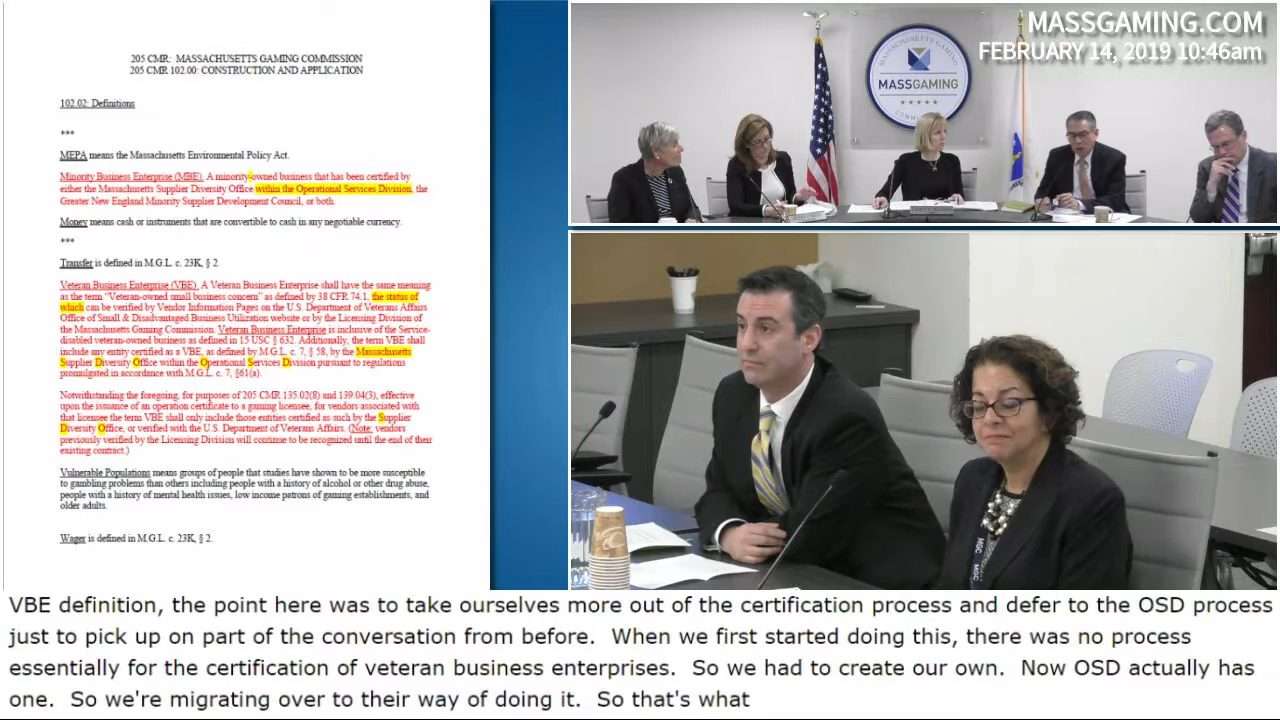 205 CMR: MASSACHUSETTS GAMING COMMISSION
205 CMR 102.00: CONSTRUCTION AND APPLICATION
102.02: Definitions
***
MEPA means the Massachusetts Environmental Policy Act.
Minority Business Enterprise (MBE). A minority-owned business that has been certified by
either the Massachusetts Supplier Diversity Office within the Operational Services Division, the
Greater New England Minority Supplier Development Council, or both.
Money means cash or instruments that are convertible to cash in any negotiable currency.
***
Transfer is defined in M.G.L. c. 23K, § 2.
Veteran Business Enterprise (VBE). A Veteran Business Enterprise shall have the same meaning
as the term "Veteran-owned small business concern" as defined by 38 CFR 74.1, the status of
which can be verified by Vendor Information Pages on the U.S. Department of Veterans Affairs
Office of Small & Disadvantaged Business Utilization website or by the Licensing Division of
the Massachusetts Gaming Commission. Veteran Business Enterprise is inclusive of the Service-
disabled veteran-owned business as defined in 15 USC § 632. Additionally, the term VBE shall
include any entity certified as a VBE, as defined by M.G.L. c. 7, § 58, by the Massachusetts
Supplier Diversity Office within the Operational Services Division pursuant to regulations
promulgated in accordance with M.G.L. c. 7, §61(a).
Notwithstanding the foregoing, for purposes of 205 CMR 135.02(8) and 139.04(3), effective
upon the issuance of an operation certificate to a gaming licensee, for vendors associated with
that licensee the term VBE shall only include those entities certified as such by the Supplier
Diversity Office, or verified with the U.S. Department of Veterans Affairs. (Note: vendors
previously verified by the Licensing Division will continue to be recognized until the end of their
existing contract.)
Vulnerable Populations means groups of people that studies have shown to be more susceptible
to gambling problems than others including people with a history of alcohol or other drug abuse,
people with a history of mental health issues, low income patrons of gaming establishments, and
older adults.
Wager is defined in M.G.L. c. 23K, § 2.
MASSGAMING.COM
FEBRUARY 14, 2019 10:46am
MASSACHUSETTS GAMING
MASSGAMING
★★★★★
MGC MGC
VBE definition, the point here was to take ourselves more out of the certification process and defer to the OSD process
just to pick up on part of the conversation from before. When we first started doing this, there was no process
essentially for the certification of veteran business enterprises. So we had to create our own. Now OSD actually has
one. So we're migrating over to their way of doing it. So that's what